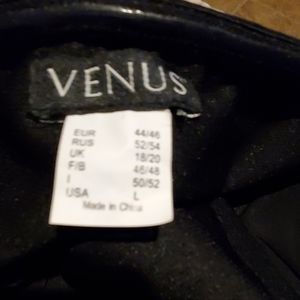 VENUS
EUR 44/46
RUS 52/54
UK 18/20
F/B 46/48
I 50/52
USA L
Made in China